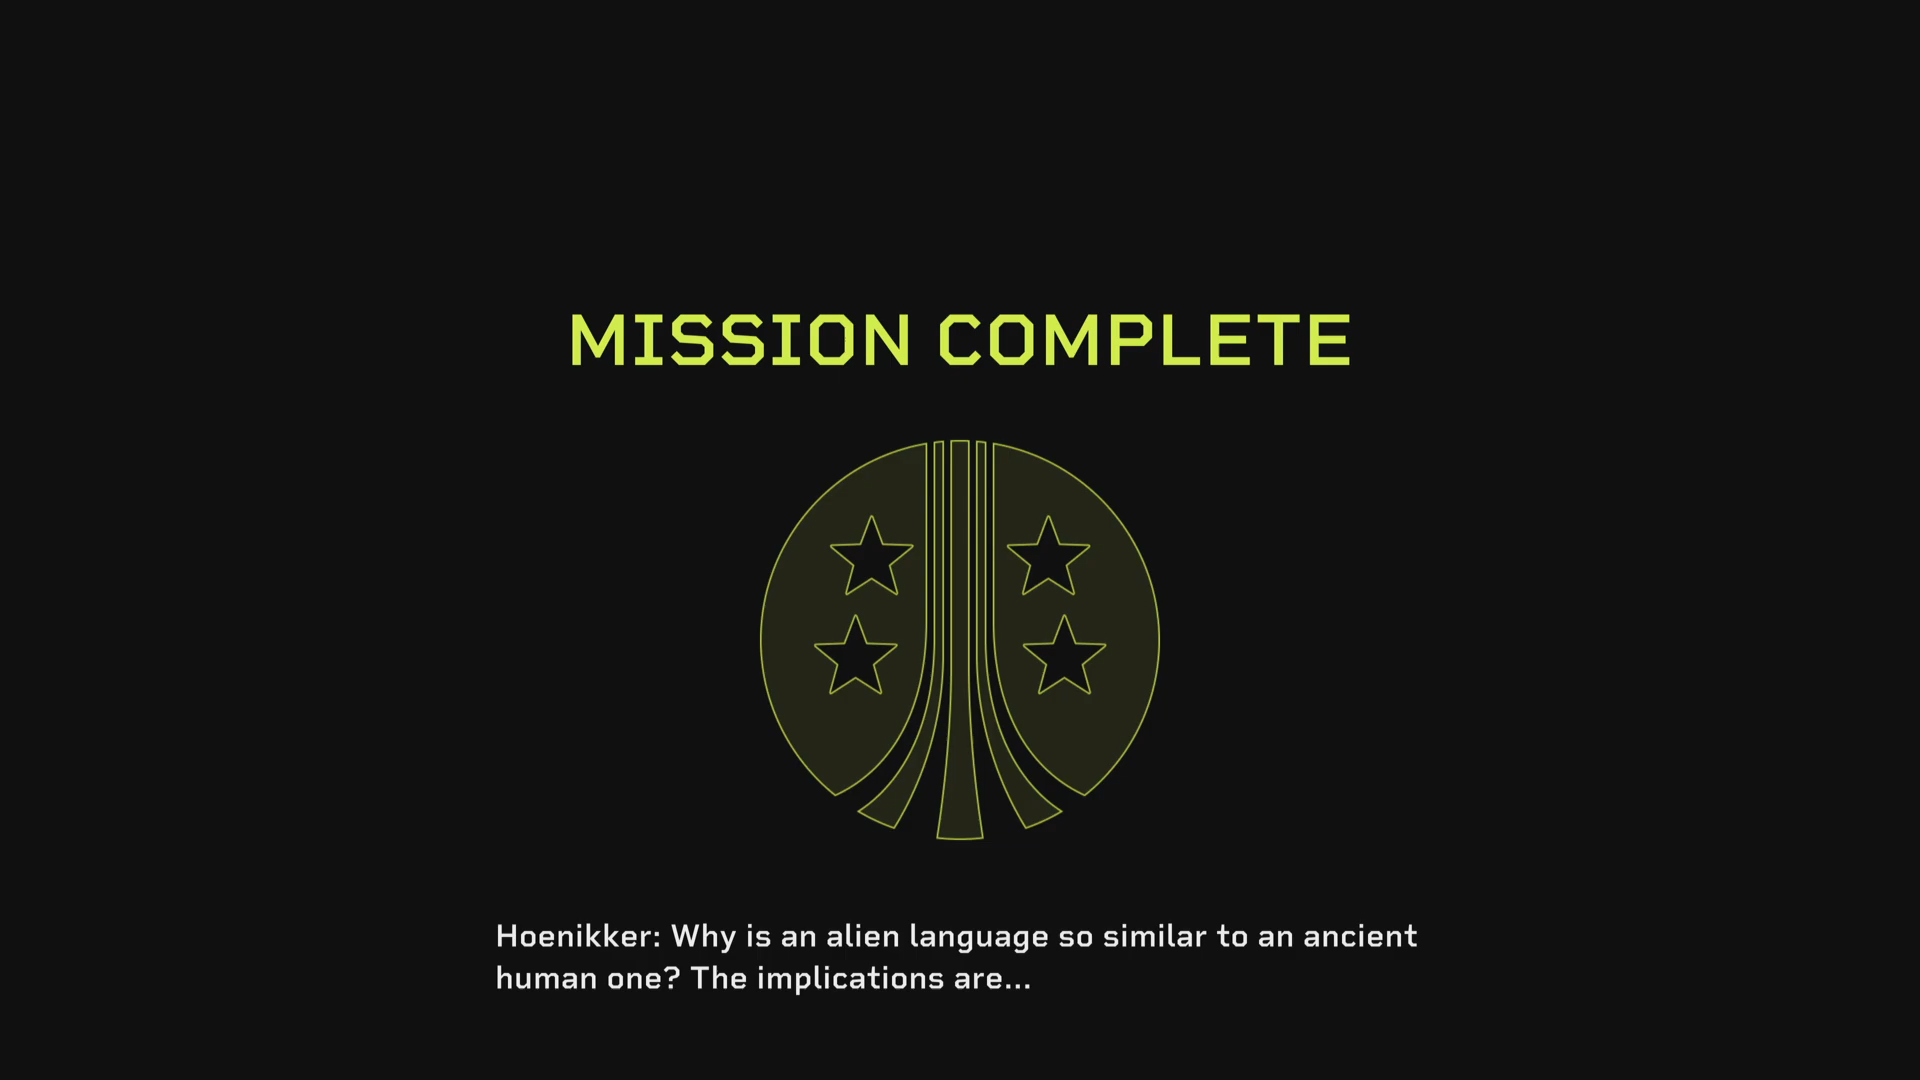 MISSION COMPLETE
Hoenikker: Why is an alien language so similar to an ancient
human one? The implications are...